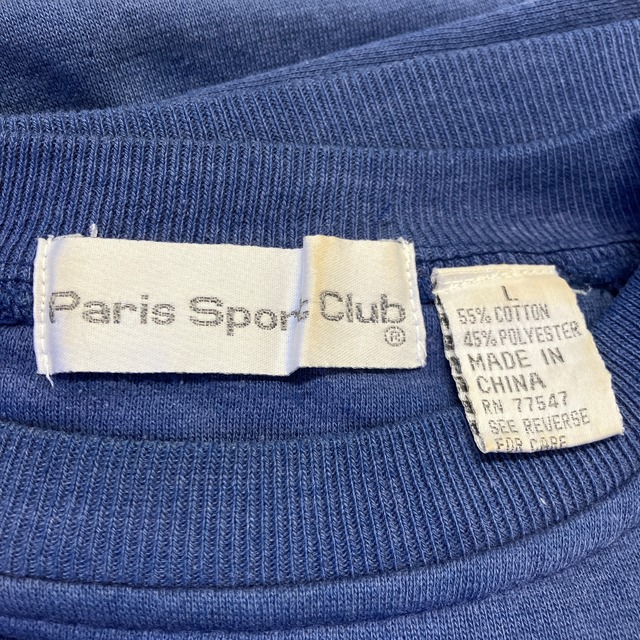 Paris Sport Club
®
L
55% COTTON
45% POLYESTER
MADE IN
CHINA
RN 77547
SEE REVERSE
FOR CARE